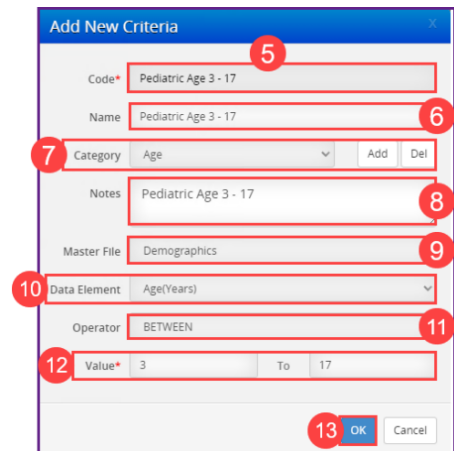 Add New Criteria x
5
Code* Pediatric Age 3 - 17
Name Pediatric Age 3 - 17 6
7 Category Age Add Del
Notes Pediatric Age 3 - 17 8
Master File Demographics 9
10 Data Element Age(Years)
Operator BETWEEN 11
12 Value* 3 To 17
13 OK Cancel